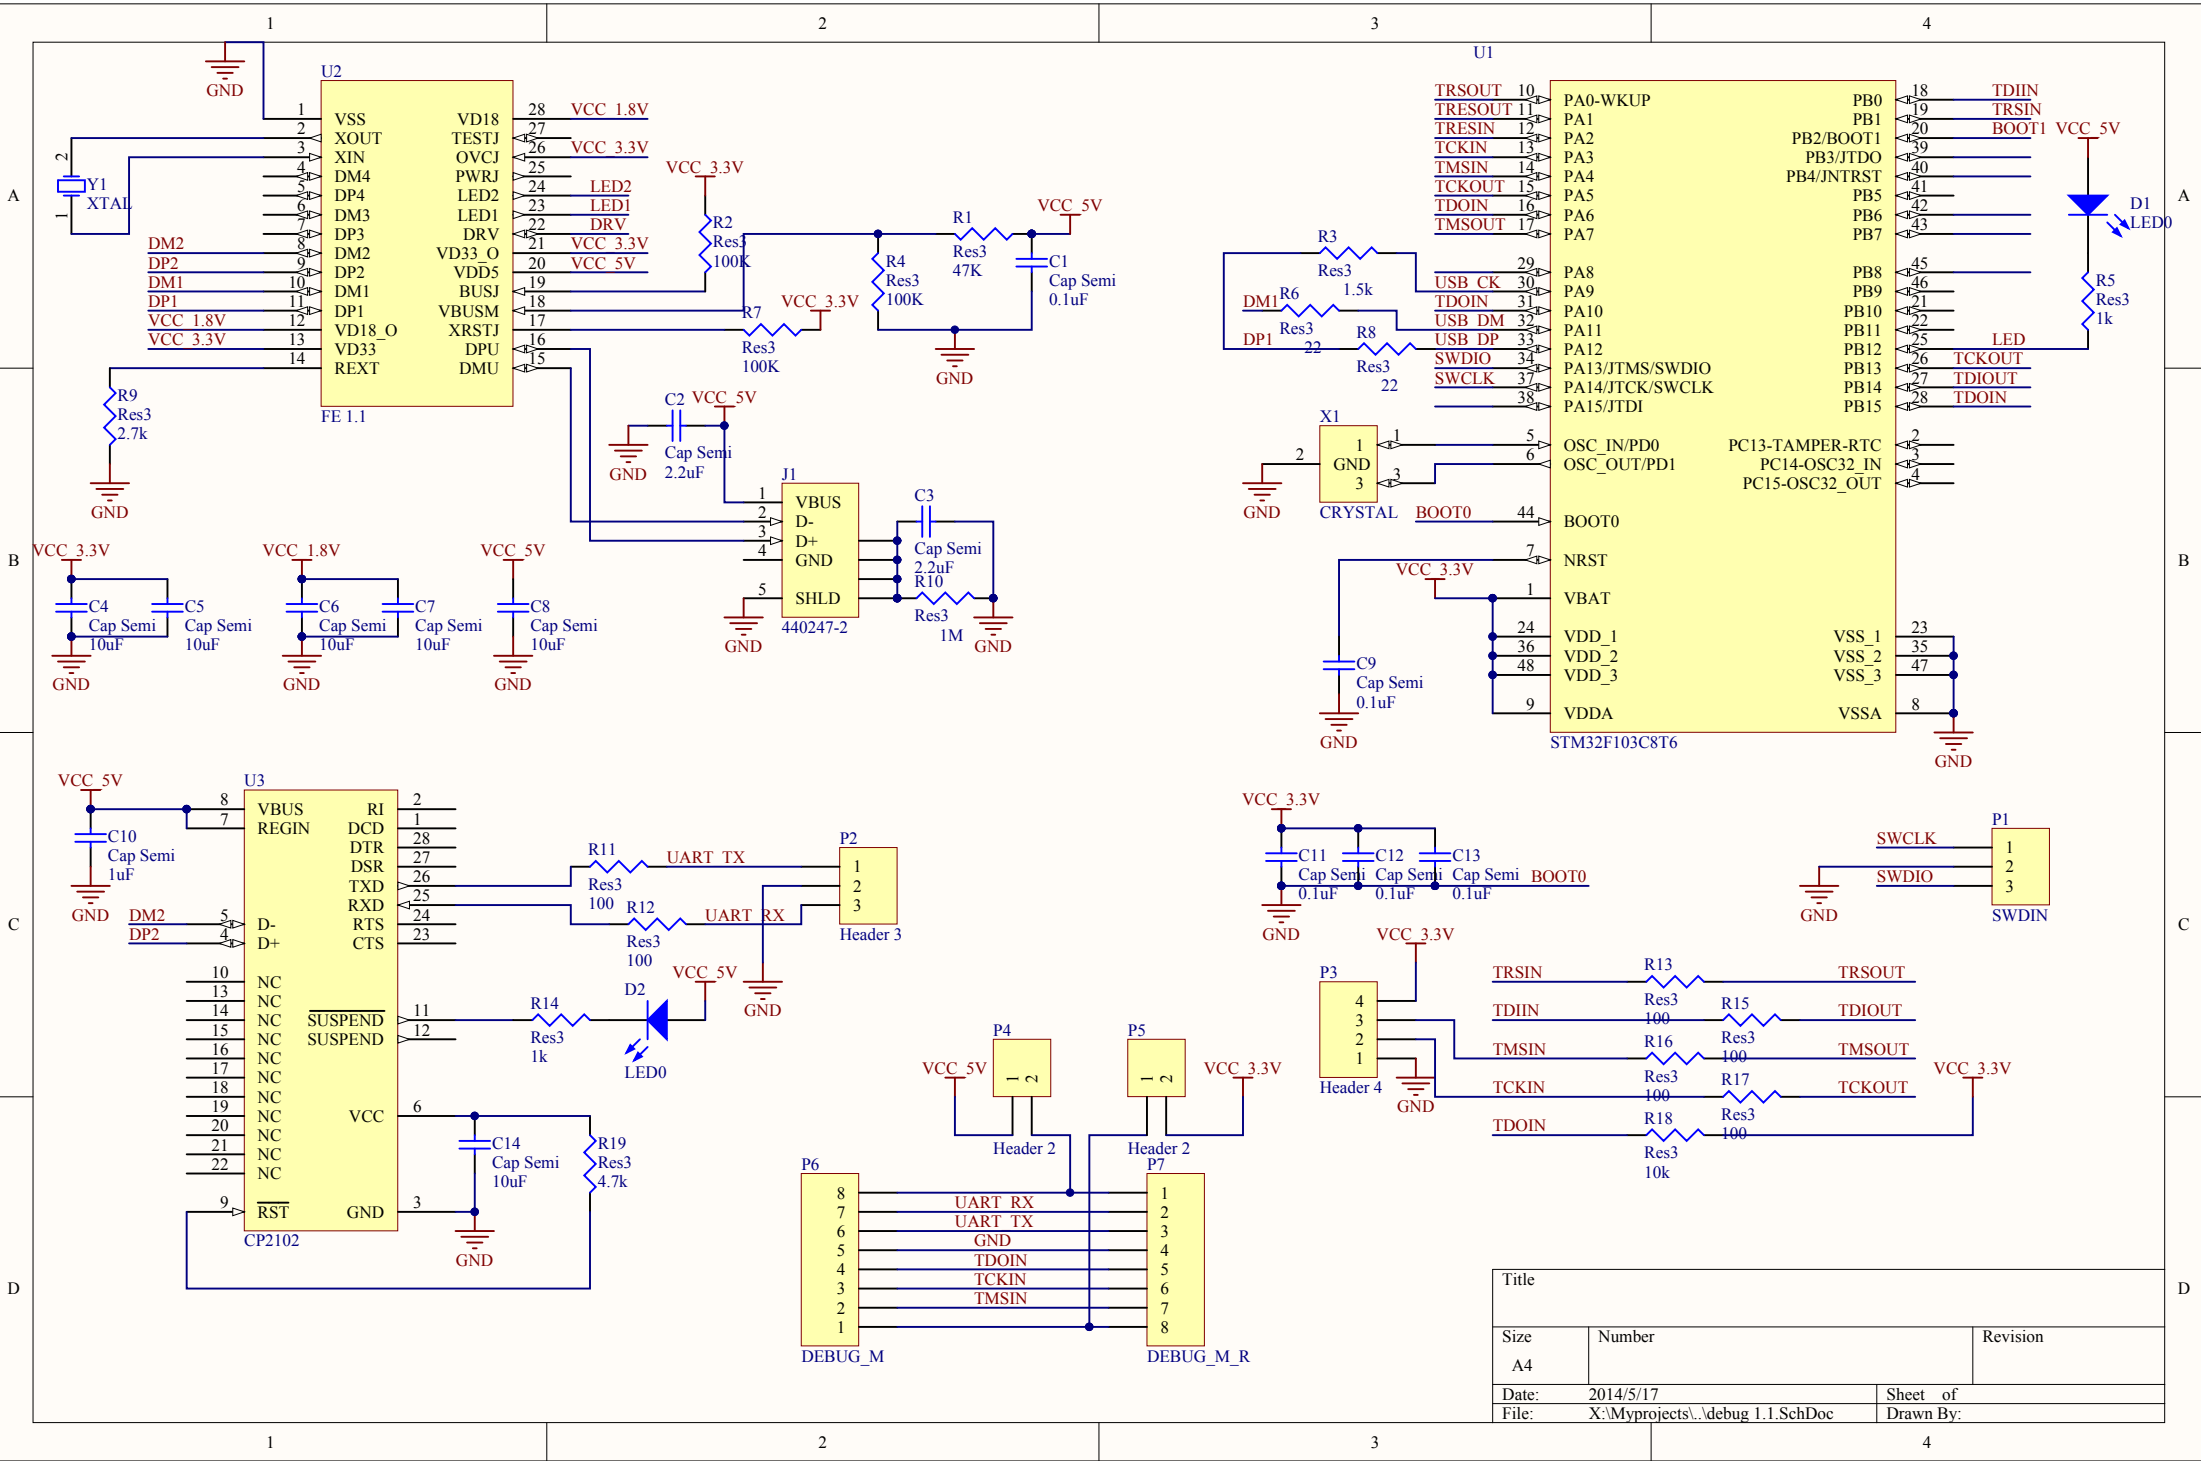 1 2 3 4
A A
B B
C C
D D
1 2 3 4
GND
U2
1 VSS VD18 28 VCC_1.8V
2 XOUT TESTJ 27
3 XIN OVCJ 26 VCC_3.3V
4 DM4 PWRJ 25
5 DP4 LED2 24 LED2
6 DM3 LED1 23 LED1
7 DP3 DRV 22 DRV
DM2 8 DM2 VD33_O 21 VCC_3.3V
DP2 9 DP2 VDD5 20 VCC_5V
DM1 10 DM1 BUSJ 19
DP1 11 DP1 VBUSM 18
VCC_1.8V 12 VD18_O XRSTJ 17
VCC_3.3V 13 VD33 DPU 16
14 REXT DMU 15
FE 1.1
2
Y1
XTAL
1
R9
Res3
2.7k
GND
VCC_3.3V
R2
Res3
100K
R7
VCC_3.3V
Res3
100K
R4
Res3
100K
R1
Res3
47K
VCC_5V
C1
Cap Semi
0.1uF
GND
C2 VCC_5V
GND
Cap Semi
2.2uF
J1
1 VBUS
2 D-
3 D+
4 GND
5 SHLD
440247-2
GND
C3
Cap Semi
2.2uF
R10
Res3
1M
GND
VCC_3.3V
C4
Cap Semi
10uF
C5
Cap Semi
10uF
GND
VCC_1.8V
C6
Cap Semi
10uF
C7
Cap Semi
10uF
GND
VCC_5V
C8
Cap Semi
10uF
GND
U1
TRSOUT 10 PA0-WKUP PB0 18 TDIIN
TRESOUT 11 PA1 PB1 19 TRSIN
TRESIN 12 PA2 PB2/BOOT1 20 BOOT1
TCKIN 13 PA3 PB3/JTDO 39
TMSIN 14 PA4 PB4/JNTRST 40
TCKOUT 15 PA5 PB5 41
TDOIN 16 PA6 PB6 42
TMSOUT 17 PA7 PB7 43
29 PA8 PB8 45
USB_CK 30 PA9 PB9 46
TDOIN 31 PA10 PB10 21
USB_DM 32 PA11 PB11 22
USB_DP 33 PA12 PB12 25 LED
SWDIO 34 PA13/JTMS/SWDIO PB13 26 TCKOUT
SWCLK 37 PA14/JTCK/SWCLK PB14 27 TDIOUT
38 PA15/JTDI PB15 28 TDOIN
5 OSC_IN/PD0 PC13-TAMPER-RTC 2
6 OSC_OUT/PD1 PC14-OSC32_IN 3
PC15-OSC32_OUT 4
BOOT0 44 BOOT0
7 NRST
VCC_3.3V
1 VBAT
24 VDD_1 VSS_1 23
36 VDD_2 VSS_2 35
48 VDD_3 VSS_3 47
9 VDDA VSSA 8
STM32F103C8T6
GND
VCC_5V
D1
LED0
R5
Res3
1k
R3
Res3
1.5k
DM1 R6
Res3
22
DP1
R8
Res3
22
X1
1 1
2 GND
3 3
CRYSTAL
GND
C9
Cap Semi
0.1uF
GND
VCC_5V
C10
Cap Semi
1uF
GND
U3
8 VBUS RI 2
7 REGIN DCD 1
DTR 28
DSR 27
TXD 26
RXD 25
DM2 5 D- RTS 24
DP2 4 D+ CTS 23
10 NC
13 NC
14 NC SUSPEND 11
15 NC SUSPEND 12
16 NC
17 NC
18 NC
19 NC VCC 6
20 NC
21 NC
22 NC
9 RST GND 3
CP2102
R11
Res3
100
UART_TX
R12
Res3
100
UART_RX
P2
1
2
3
Header 3
GND
R14
Res3
1k
D2
LED0
VCC_5V
C14
Cap Semi
10uF
R19
Res3
4.7k
GND
P4
1 2
VCC_5V
Header 2
P5
1 2
VCC_3.3V
Header 2
P6 P7
8 1
7 UART_RX 2
6 UART_TX 3
5 GND 4
4 TDOIN 5
3 TCKIN 6
2 TMSIN 7
1 8
DEBUG_M DEBUG_M_R
VCC_3.3V
C11
Cap Semi
0.1uF
C12
Cap Semi
0.1uF
C13
Cap Semi
0.1uF
BOOT0
GND
P1
SWCLK 1
2
SWDIO 3
SWDIN
GND
VCC_3.3V
P3
4
3
2
1
Header 4
GND
TRSIN R13 TRSOUT
Res3
100
TDIIN R15 TDIOUT
Res3
100
TMSIN R16 TMSOUT
Res3
100
TCKIN R17 TCKOUT
Res3
100
VCC_3.3V
TDOIN R18
Res3
10k
Title
Size Number Revision
A4
Date: 2014/5/17 Sheet of
File: X:\Myprojects\..\debug 1.1.SchDoc Drawn By: